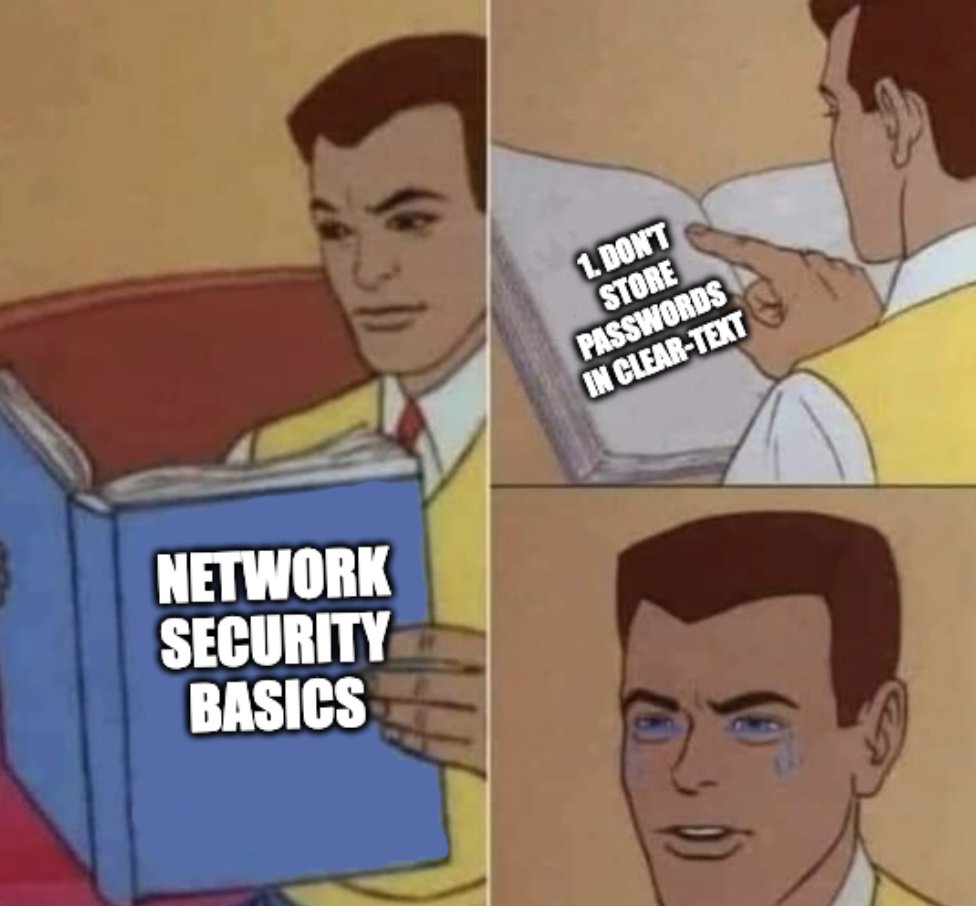 NETWORK
SECURITY
BASICS
1. DON'T
STORE
PASSWORDS
IN CLEAR-TEXT